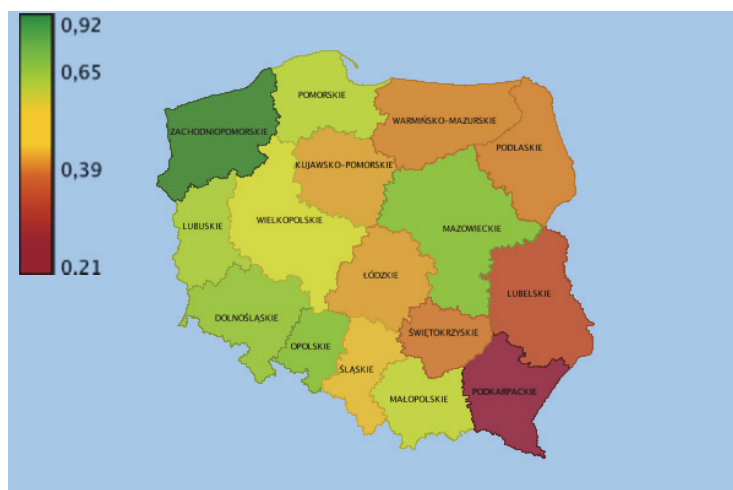 0,92
0,65
0,39
0.21
POMORSKIE
ZACHODNIOPOMORSKIE
WARMIŃSKO-MAZURSKIE
PODLASKIE
KUJAWSKO-POMORSKIE
LUBUSKIE
WIELKOPOLSKIE
MAZOWIECKIE
ŁÓDZKIE
LUBELSKIE
DOLNOŚLĄSKIE
OPOLSKIE
ŚWIĘTOKRZYSKIE
ŚLĄSKIE
MAŁOPOLSKIE
PODKARPACKIE